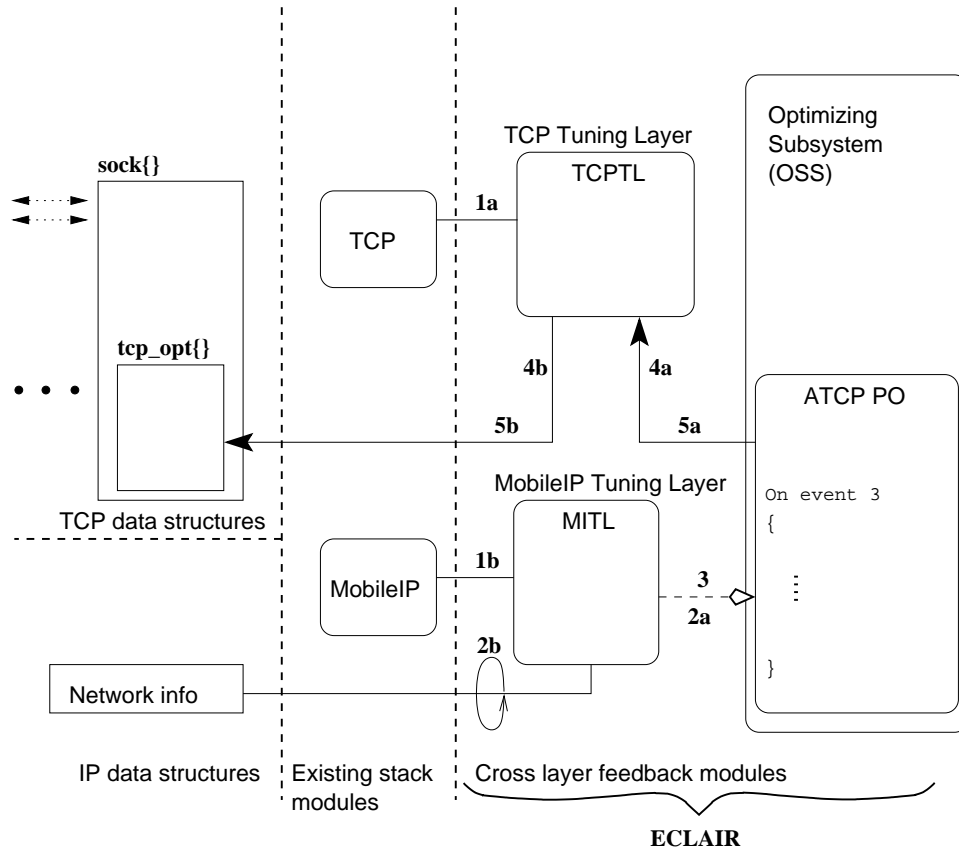 Optimizing
Subsystem
(OSS)
TCP Tuning Layer
TCPTL
sock{}
1a
TCP
tcp_opt{}
4b
4a
ATCP PO
5b
5a
MobileIP Tuning Layer
MITL
On event 3
{
TCP data structures
1b
MobileIP
3
2a
2b
}
Network info
IP data structures
Existing stack
modules
Cross layer feedback modules
ECLAIR